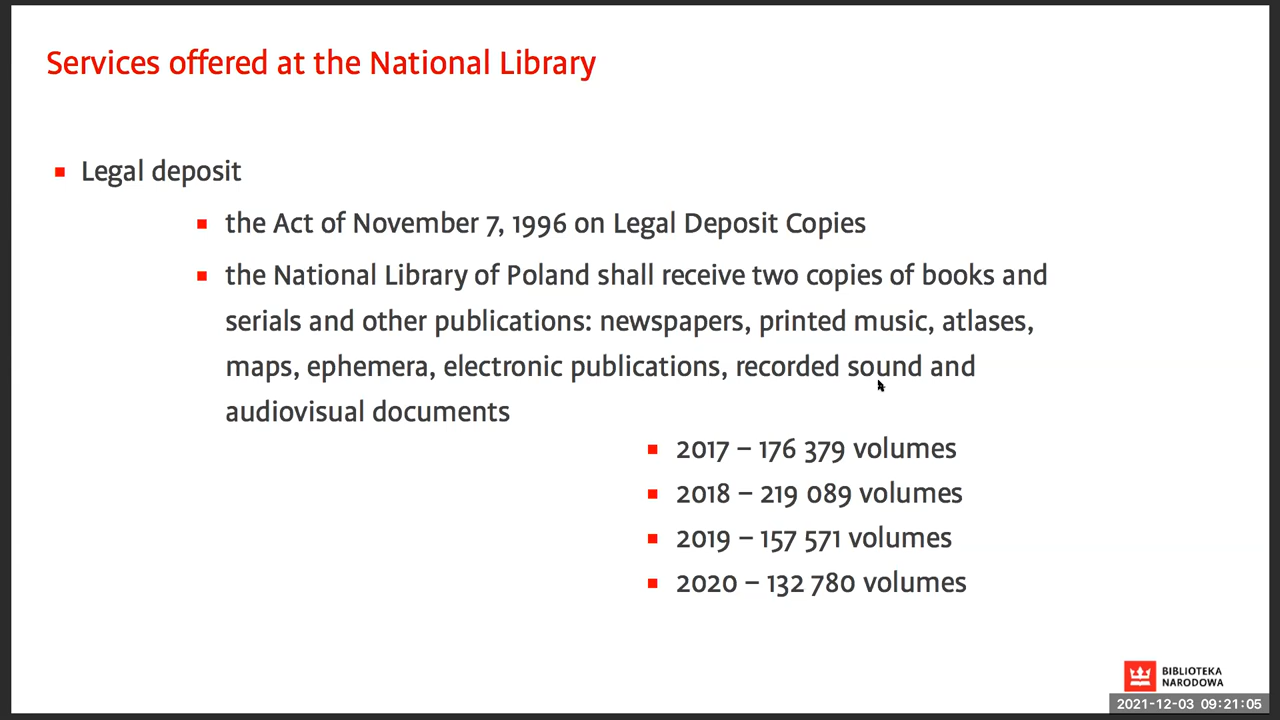 Services offered at the National Library
Legal deposit
the Act of November 7, 1996 on Legal Deposit Copies
the National Library of Poland shall receive two copies of books and
serials and other publications: newspapers, printed music, atlases,
maps, ephemera, electronic publications, recorded sound and
audiovisual documents
2017 – 176 379 volumes
2018 – 219 089 volumes
2019 – 157 571 volumes
2020 – 132 780 volumes
BIBLIOTEKA
NARODOWA
2021-12-03 09:21:05